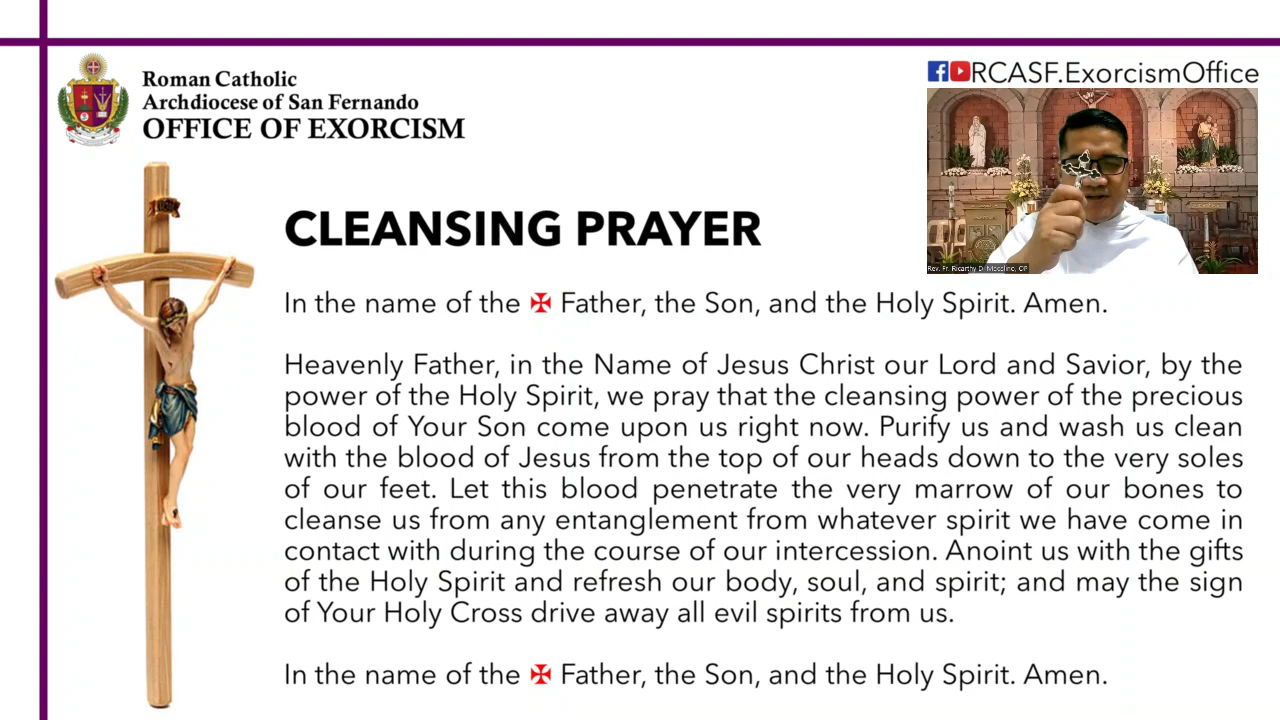 Roman Catholic
Archdiocese of San Fernando
OFFICE OF EXORCISM
RCASF.ExorcismOffice
Rev. Fr. Ricarthy D. Macalino, OP
CLEANSING PRAYER
In the name of the ✠ Father, the Son, and the Holy Spirit. Amen.
Heavenly Father, in the Name of Jesus Christ our Lord and Savior, by the
power of the Holy Spirit, we pray that the cleansing power of the precious
blood of Your Son come upon us right now. Purify us and wash us clean
with the blood of Jesus from the top of our heads down to the very soles
of our feet. Let this blood penetrate the very marrow of our bones to
cleanse us from any entanglement from whatever spirit we have come in
contact with during the course of our intercession. Anoint us with the gifts
of the Holy Spirit and refresh our body, soul, and spirit; and may the sign
of Your Holy Cross drive away all evil spirits from us.
In the name of the ✠ Father, the Son, and the Holy Spirit. Amen.